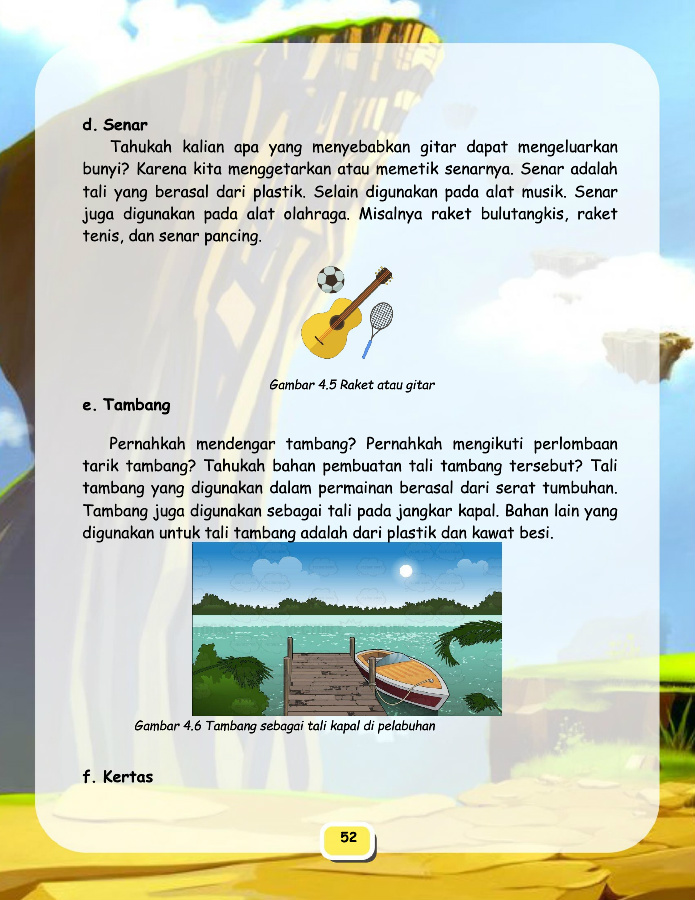 d. Senar
Tahukah kalian apa yang menyebabkan gitar dapat mengeluarkan
bunyi? Karena kita menggetarkan atau memetik senarnya. Senar adalah
tali yang berasal dari plastik. Selain digunakan pada alat musik. Senar
juga digunakan pada alat olahraga. Misalnya raket bulutangkis, raket
tenis, dan senar pancing.
Gambar 4.5 Raket atau gitar
e. Tambang
Pernahkah mendengar tambang? Pernahkah mengikuti perlombaan
tarik tambang? Tahukah bahan pembuatan tali tambang tersebut? Tali
tambang yang digunakan dalam permainan berasal dari serat tumbuhan.
Tambang juga digunakan sebagai tali pada jangkar kapal. Bahan lain yang
digunakan untuk tali tambang adalah dari plastik dan kawat besi.
Gambar 4.6 Tambang sebagai tali kapal di pelabuhan
f. Kertas
52